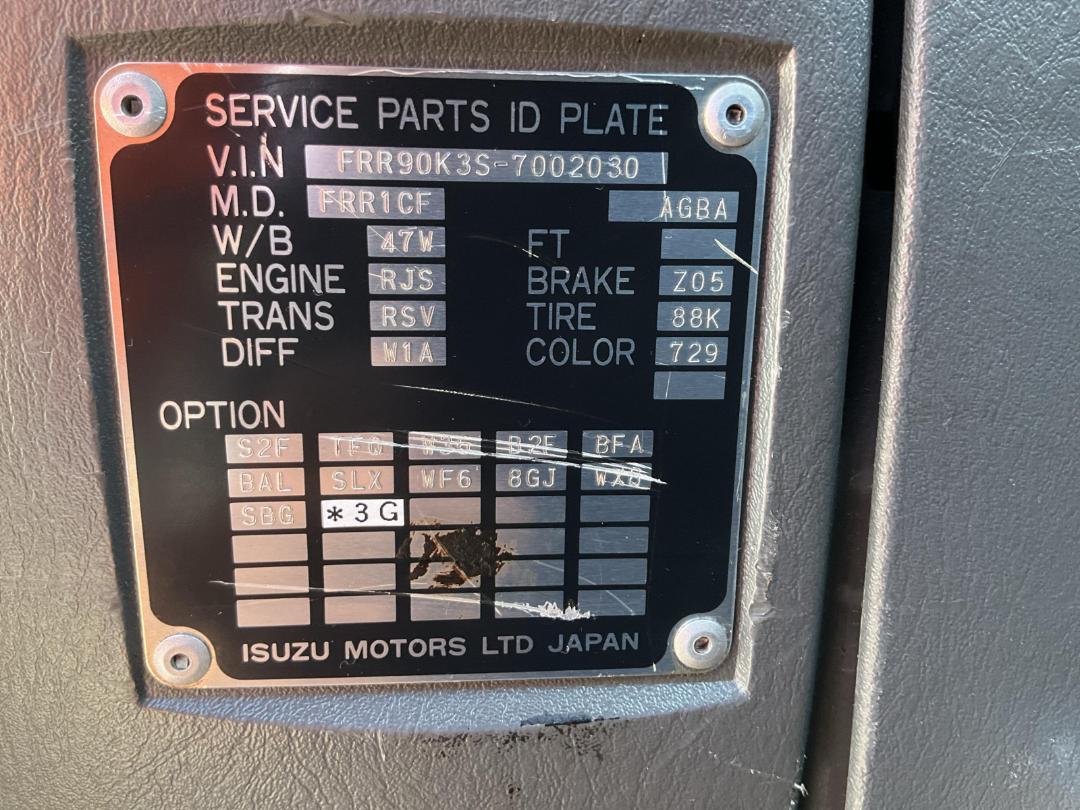 SERVICE PARTS ID PLATE
V.I.N FRR90K3S-7002030
M.D. FRR1CF AGBA
W/B 47W FT
ENGINE RJS BRAKE Z05
TRANS RSV TIRE 88K
DIFF W1A COLOR 729
OPTION
S2F TFQ B2F BFA
BAL SLX WF6 8GJ
SBG *3G
ISUZU MOTORS LTD JAPAN